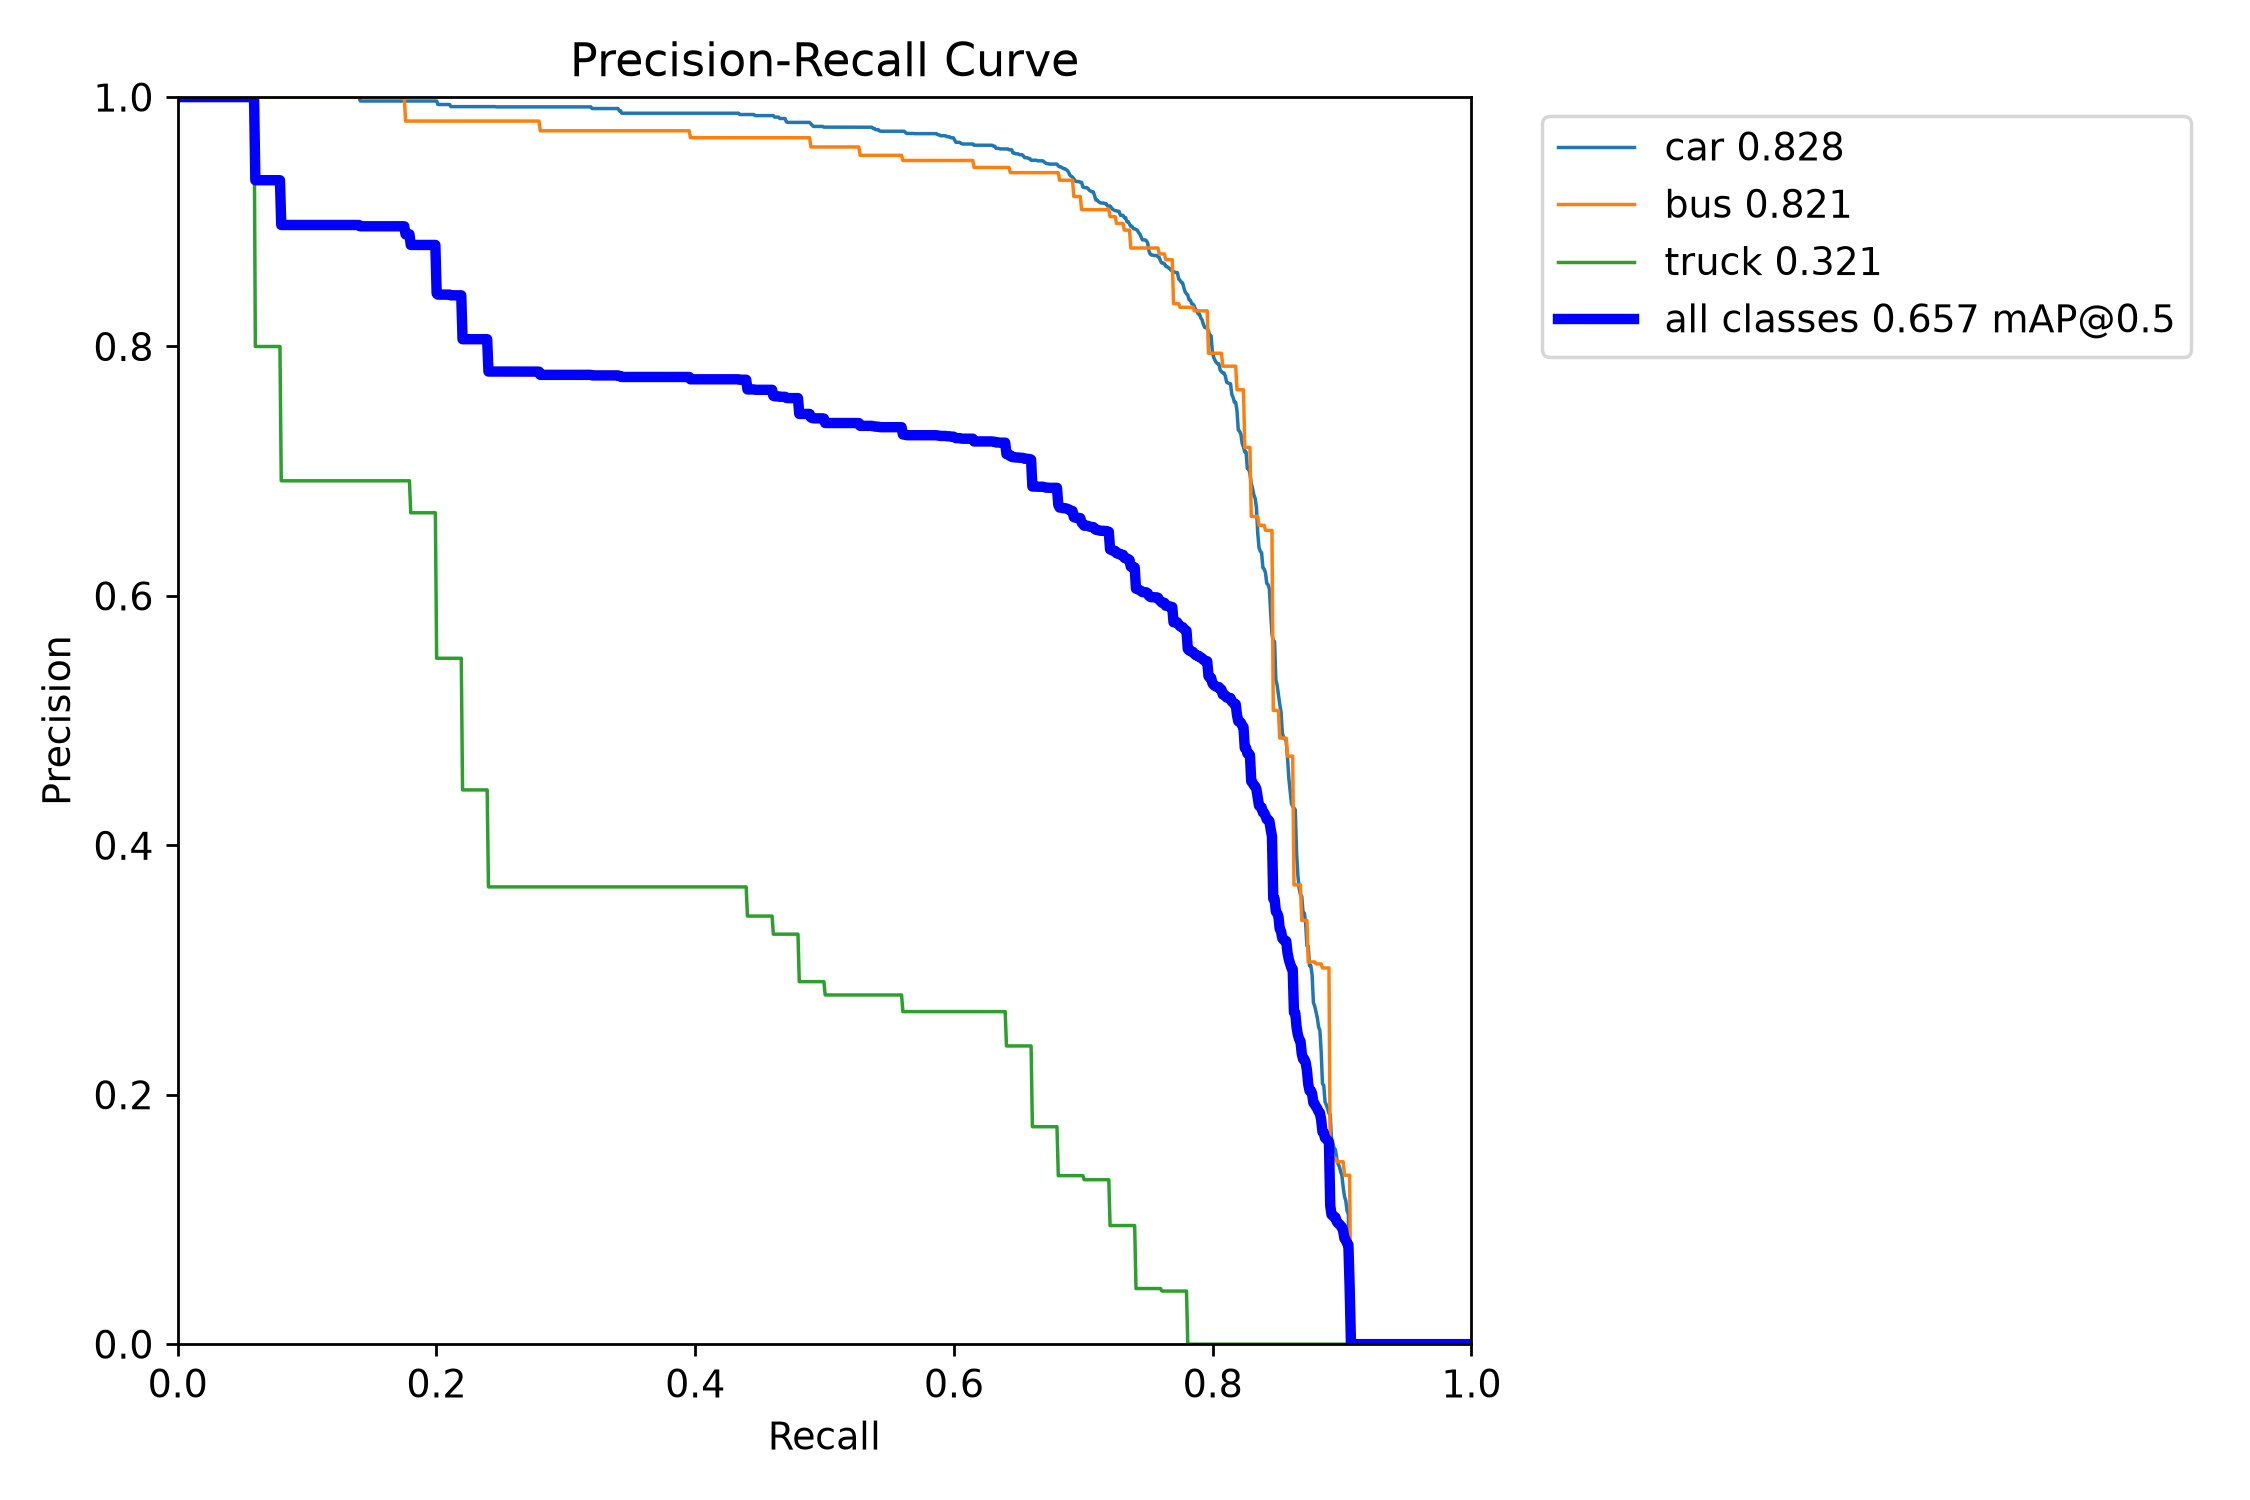 Precision-Recall Curve
1.0
0.8
0.6
0.4
0.2
0.0
Precision
0.0 0.2 0.4 0.6 0.8 1.0
Recall
car 0.828
bus 0.821
truck 0.321
all classes 0.657 mAP@0.5